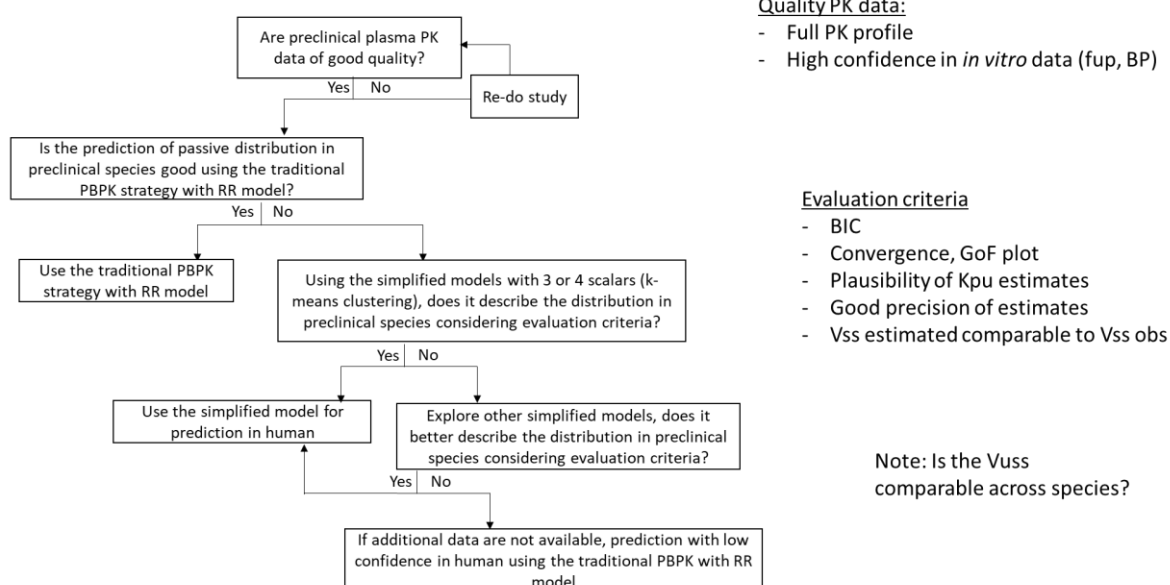 Quality PK data:
- Full PK profile
- High confidence in in vitro data (fup, BP)
Are preclinical plasma PK
data of good quality?
Yes No
Re-do study
Is the prediction of passive distribution in
preclinical species good using the traditional
PBPK strategy with RR model?
Yes No
Use the traditional PBPK
strategy with RR model
Using the simplified models with 3 or 4 scalars (k-
means clustering), does it describe the distribution in
preclinical species considering evaluation criteria?
Evaluation criteria
- BIC
- Convergence, GoF plot
- Plausibility of Kpu estimates
- Good precision of estimates
- Vss estimated comparable to Vss obs
Yes No
Use the simplified model for
prediction in human
Explore other simplified models, does it
better describe the distribution in preclinical
species considering evaluation criteria?
Note: Is the Vuss
comparable across species?
Yes No
If additional data are not available, prediction with low
confidence in human using the traditional PBPK with RR
model